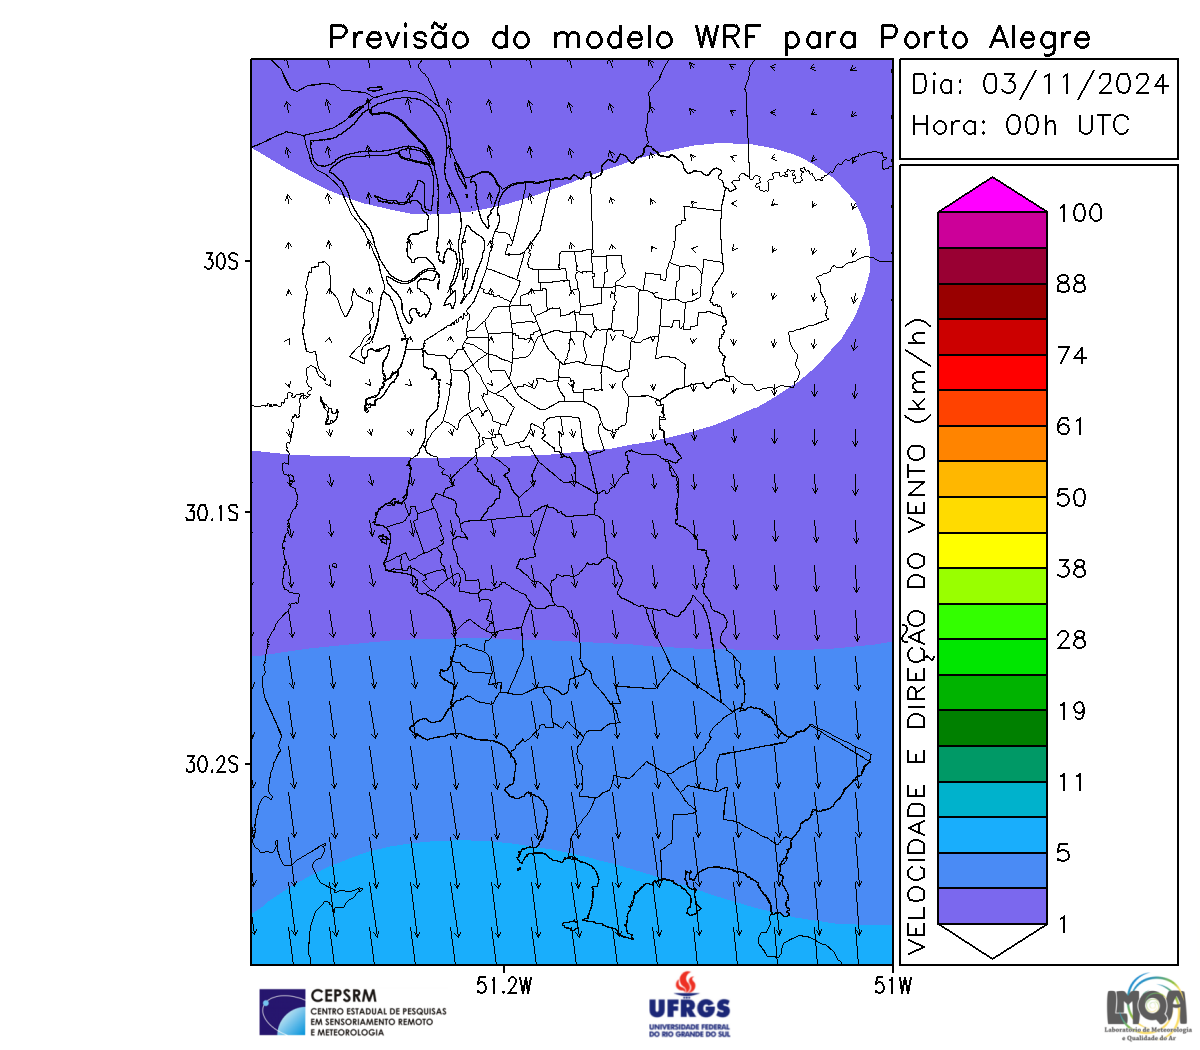 Previsão do modelo WRF para Porto Alegre
Dia: 03/11/2024
Hora: 00h UTC
100
88
74
61
50
38
28
19
11
5
1
VELOCIDADE E DIREÇÃO DO VENTO (km/h)
30S
30.1S
30.2S
51.2W
51W
CEPSRM
CENTRO ESTADUAL DE PESQUISAS
EM SENSORIAMENTO REMOTO
E METEOROLOGIA
UFRGS
UNIVERSIDADE FEDERAL
DO RIO GRANDE DO SUL
LMQA
Laboratório de Meteorologia
e Qualidade do Ar